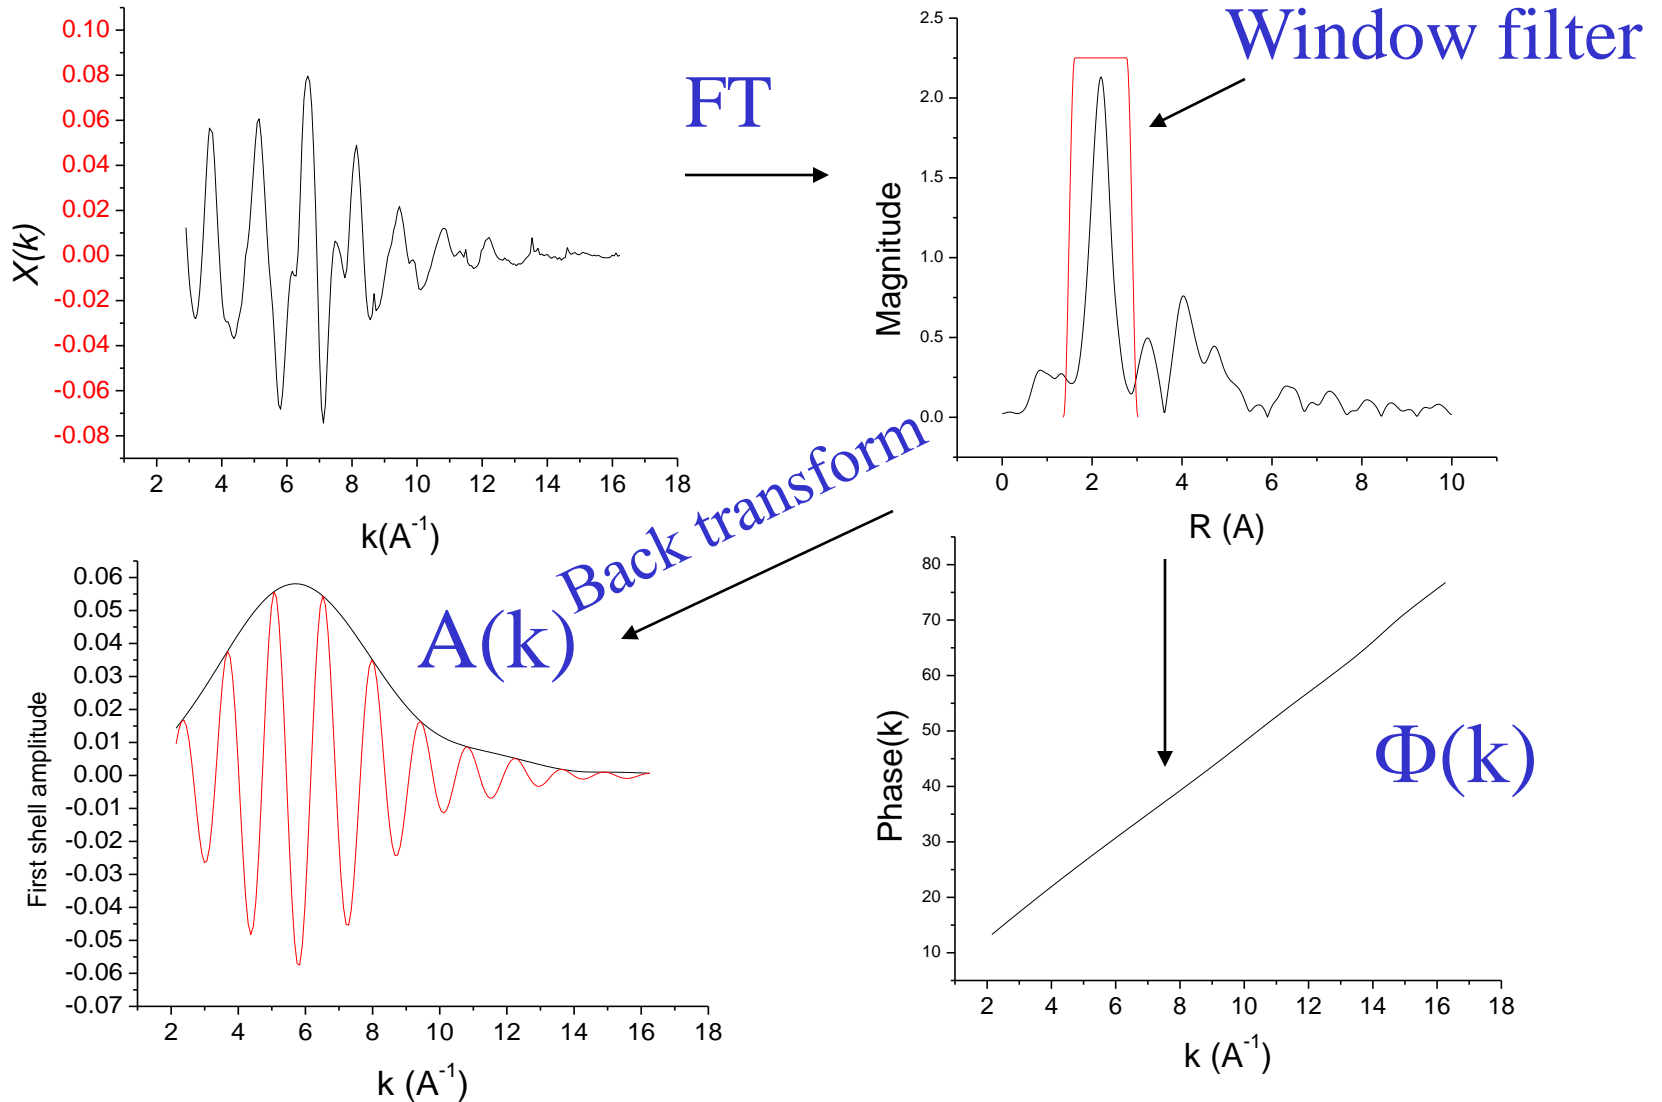 0.10
0.08
0.06
0.04
0.02
0.00
-0.02
-0.04
-0.06
-0.08
X(k)
2 4 6 8 10 12 14 16 18
k(A-1)
FT
Window filter
2.5
2.0
1.5
1.0
0.5
0.0
Magnitude
0 2 4 6 8 10
R (A)
Back transform
0.06
0.05
0.04
0.03
0.02
0.01
0.00
-0.01
-0.02
-0.03
-0.04
-0.05
-0.06
-0.07
First shell amplitude
A(k)
2 4 6 8 10 12 14 16 18
k (A-1)
80
70
60
50
40
30
20
10
Phase(k)
Φ(k)
2 4 6 8 10 12 14 16 18
k (A-1)